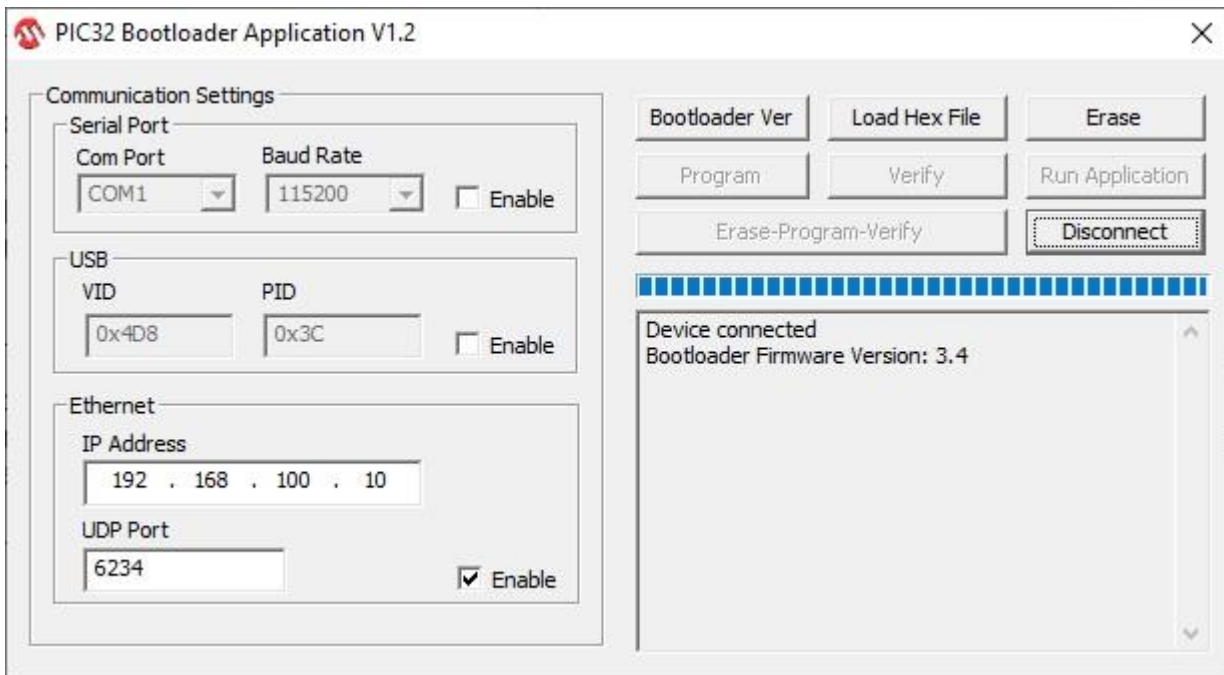 PIC32 Bootloader Application V1.2
Communication Settings
Serial Port
Com Port Baud Rate
COM1 115200 Enable
USB
VID PID
0x4D8 0x3C Enable
Ethernet
IP Address
192 . 168 . 100 . 10
UDP Port
6234 Enable
Bootloader Ver Load Hex File Erase
Program Verify Run Application
Erase-Program-Verify Disconnect
Device connected
Bootloader Firmware Version: 3.4